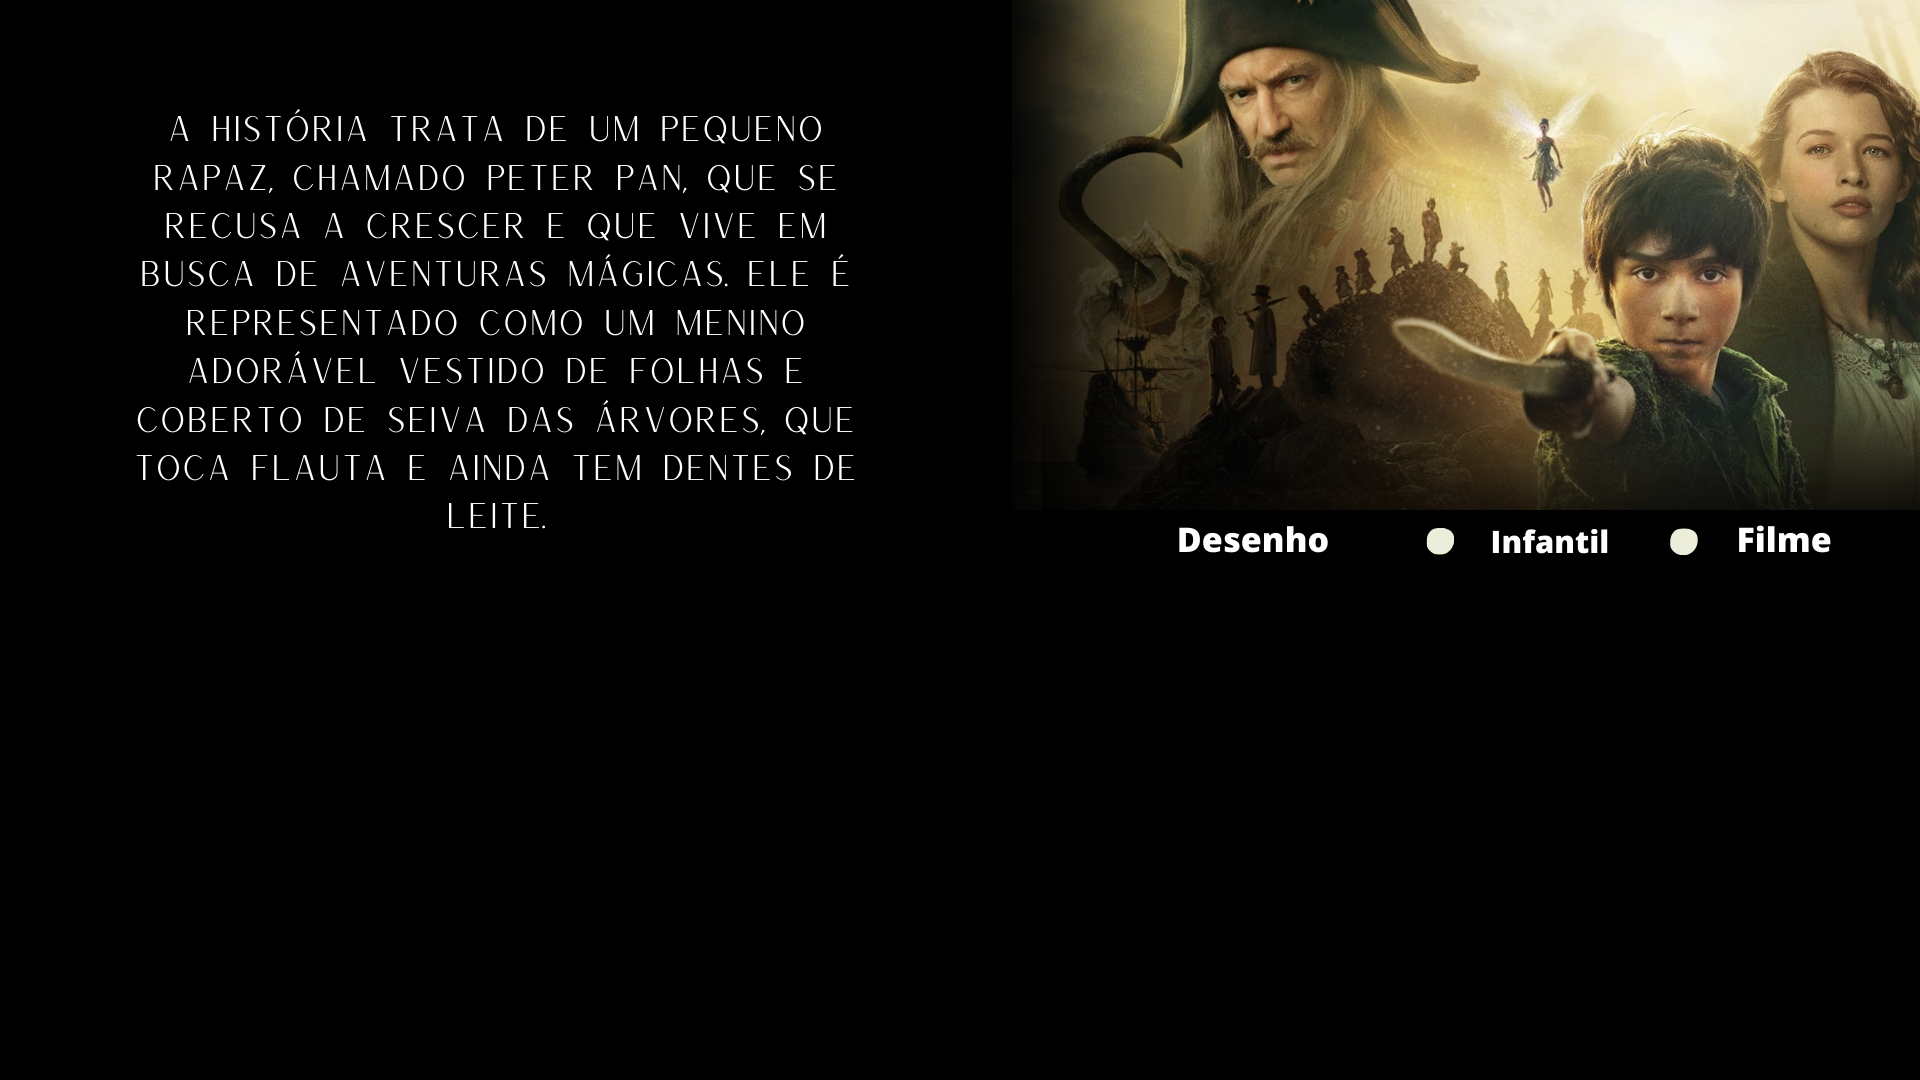 A HISTÓRIA TRATA DE UM PEQUENO
RAPAZ, CHAMADO PETER PAN, QUE SE
RECUSA A CRESCER E QUE VIVE EM
BUSCA DE AVENTURAS MÁGICAS. ELE É
REPRESENTADO COMO UM MENINO
ADORÁVEL VESTIDO DE FOLHAS E
COBERTO DE SEIVA DAS ÁRVORES, QUE
TOCA FLAUTA E AINDA TEM DENTES DE
LEITE.
Desenho Infantil Filme